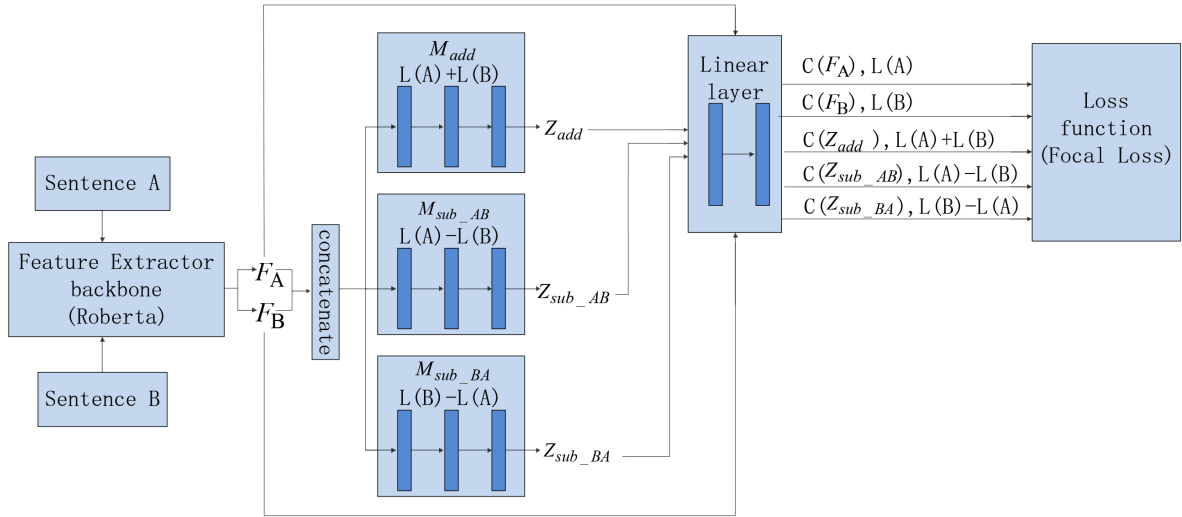 Sentence A
Feature Extractor
backbone
(Roberta)
Sentence B
F_A
F_B
concatenate
M_add
L(A)+L(B)
Z_add
M_sub_AB
L(A)−L(B)
Z_sub_AB
M_sub_BA
L(B)−L(A)
Z_sub_BA
Linear
layer
C(F_A), L(A)
C(F_B), L(B)
C(Z_add ), L(A)+L(B)
C(Z_sub_AB), L(A)−L(B)
C(Z_sub_BA), L(B)−L(A)
Loss
function
(Focal Loss)